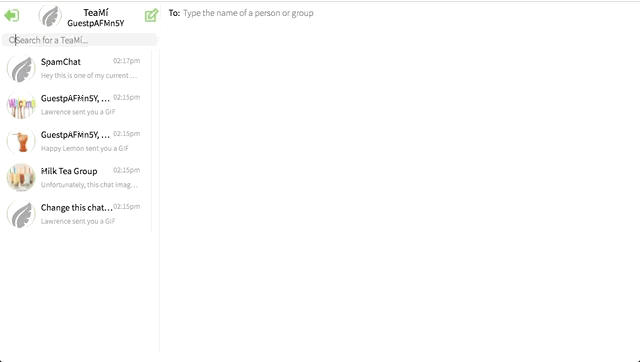 TeaMí
GuestpAFMn5Y
To: Type the name of a person or group
Search for a TeaMí...
SpamChat 02:17pm
Hey this is one of my current ...
GuestpAFMn5Y, ... 02:15pm
Lawrence sent you a GIF
GuestpAFMn5Y, ... 02:15pm
Happy Lemon sent you a GIF
Milk Tea Group 02:15pm
Unfortunately, this chat imag...
Change this chat... 02:15pm
Lawrence sent you a GIF